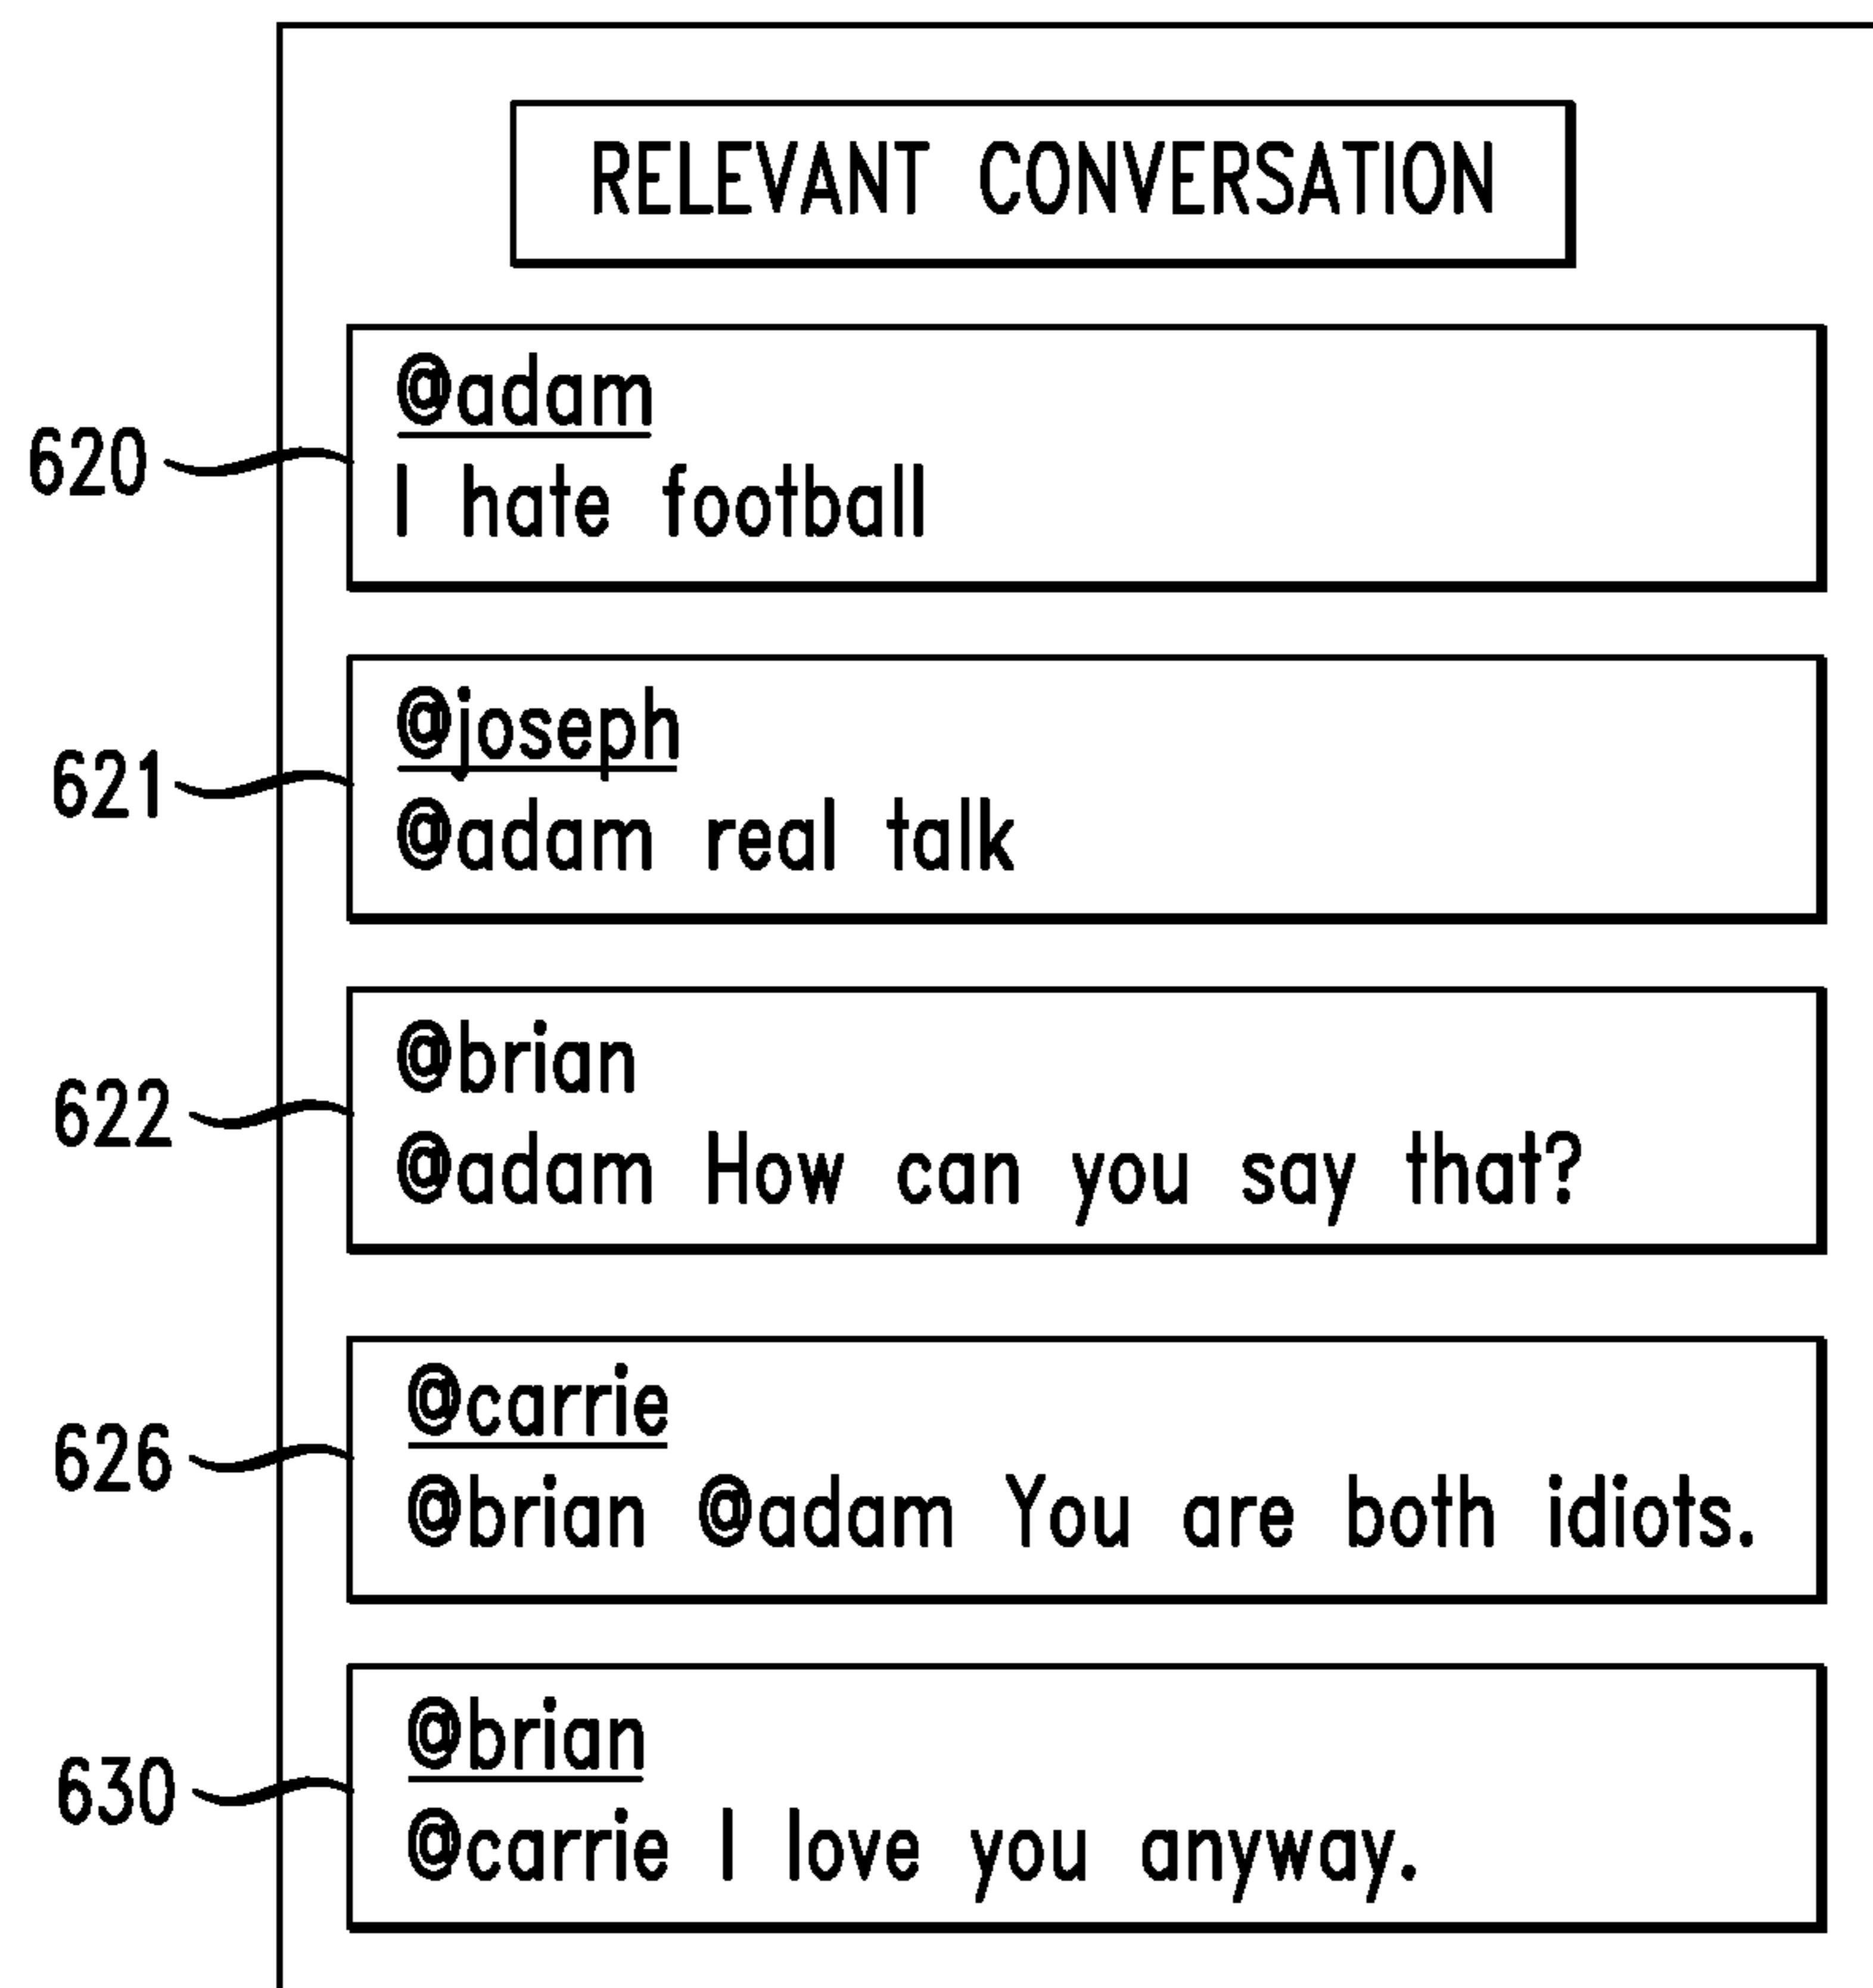 RELEVANT CONVERSATION
@adam
620
I hate football
@joseph
621
@adam real talk
@brian
622
@adam How can you say that?
@carrie
626
@brian @adam You are both idiots.
@brian
630
@carrie I love you anyway.